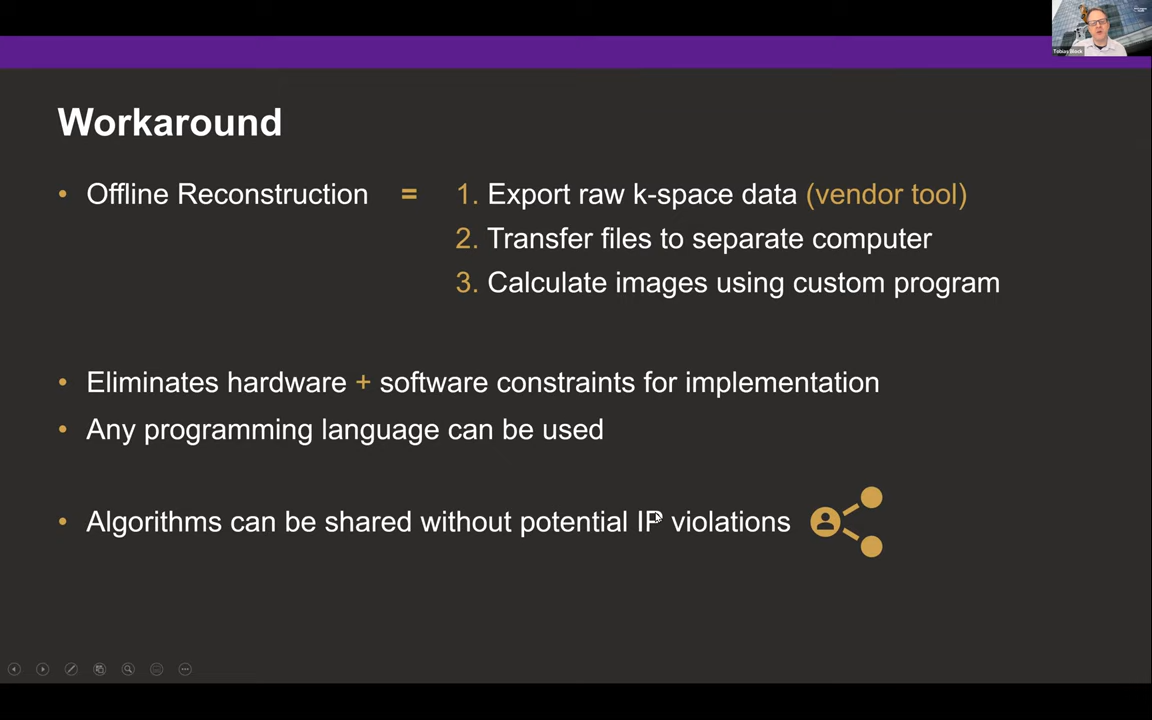 Tobias Block
Workaround
• Offline Reconstruction = 1. Export raw k-space data (vendor tool)
2. Transfer files to separate computer
3. Calculate images using custom program
• Eliminates hardware + software constraints for implementation
• Any programming language can be used
• Algorithms can be shared without potential IP violations